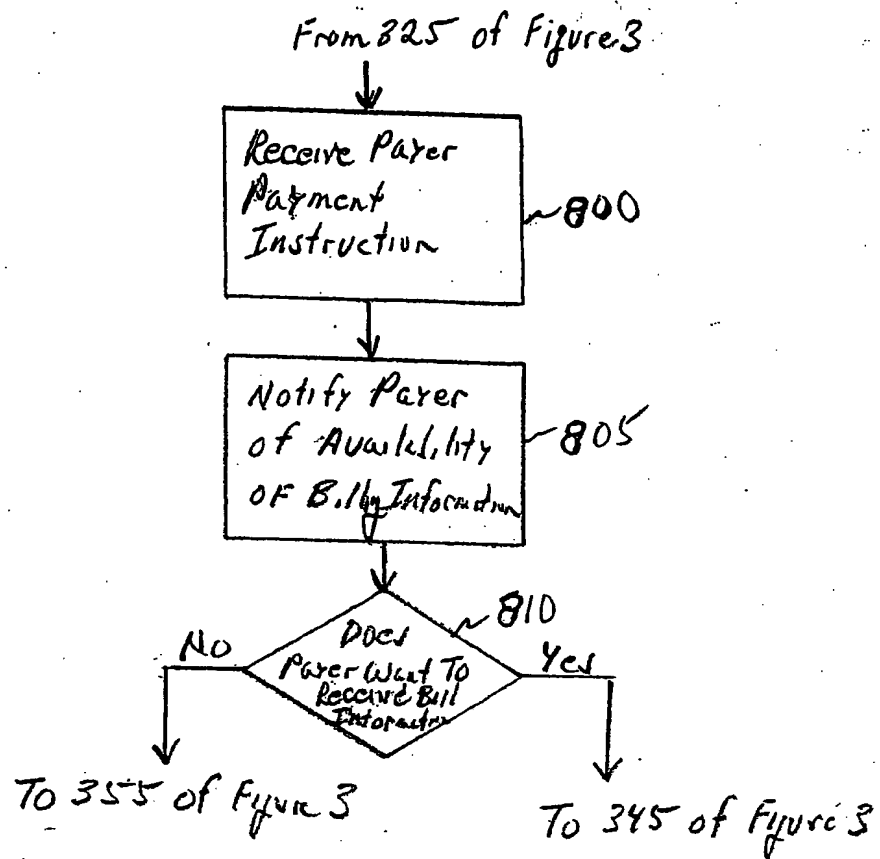 From 325 of Figure 3
Receive Payer
Payment
Instruction
800
Notify Payer
of Availability
of Billing Information
805
810
Does
Payer Want To
Receive Bill
Information
No
Yes
To 355 of Figure 3
To 345 of Figure 3